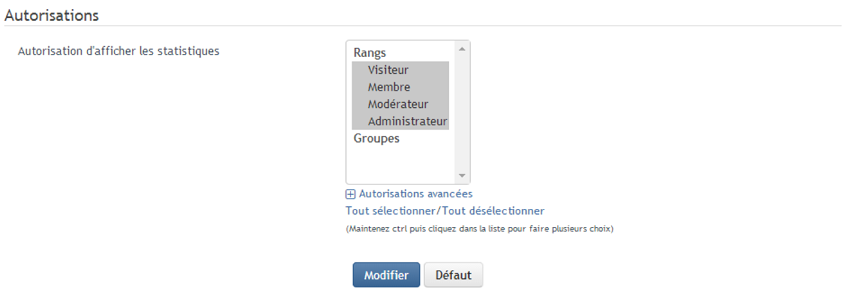 Autorisations
Autorisation d'afficher les statistiques
Rangs
Visiteur
Membre
Modérateur
Administrateur
Groupes
Autorisations avancées
Tout sélectionner/Tout désélectionner
(Maintenez ctrl puis cliquez dans la liste pour faire plusieurs choix)
Modifier Défaut